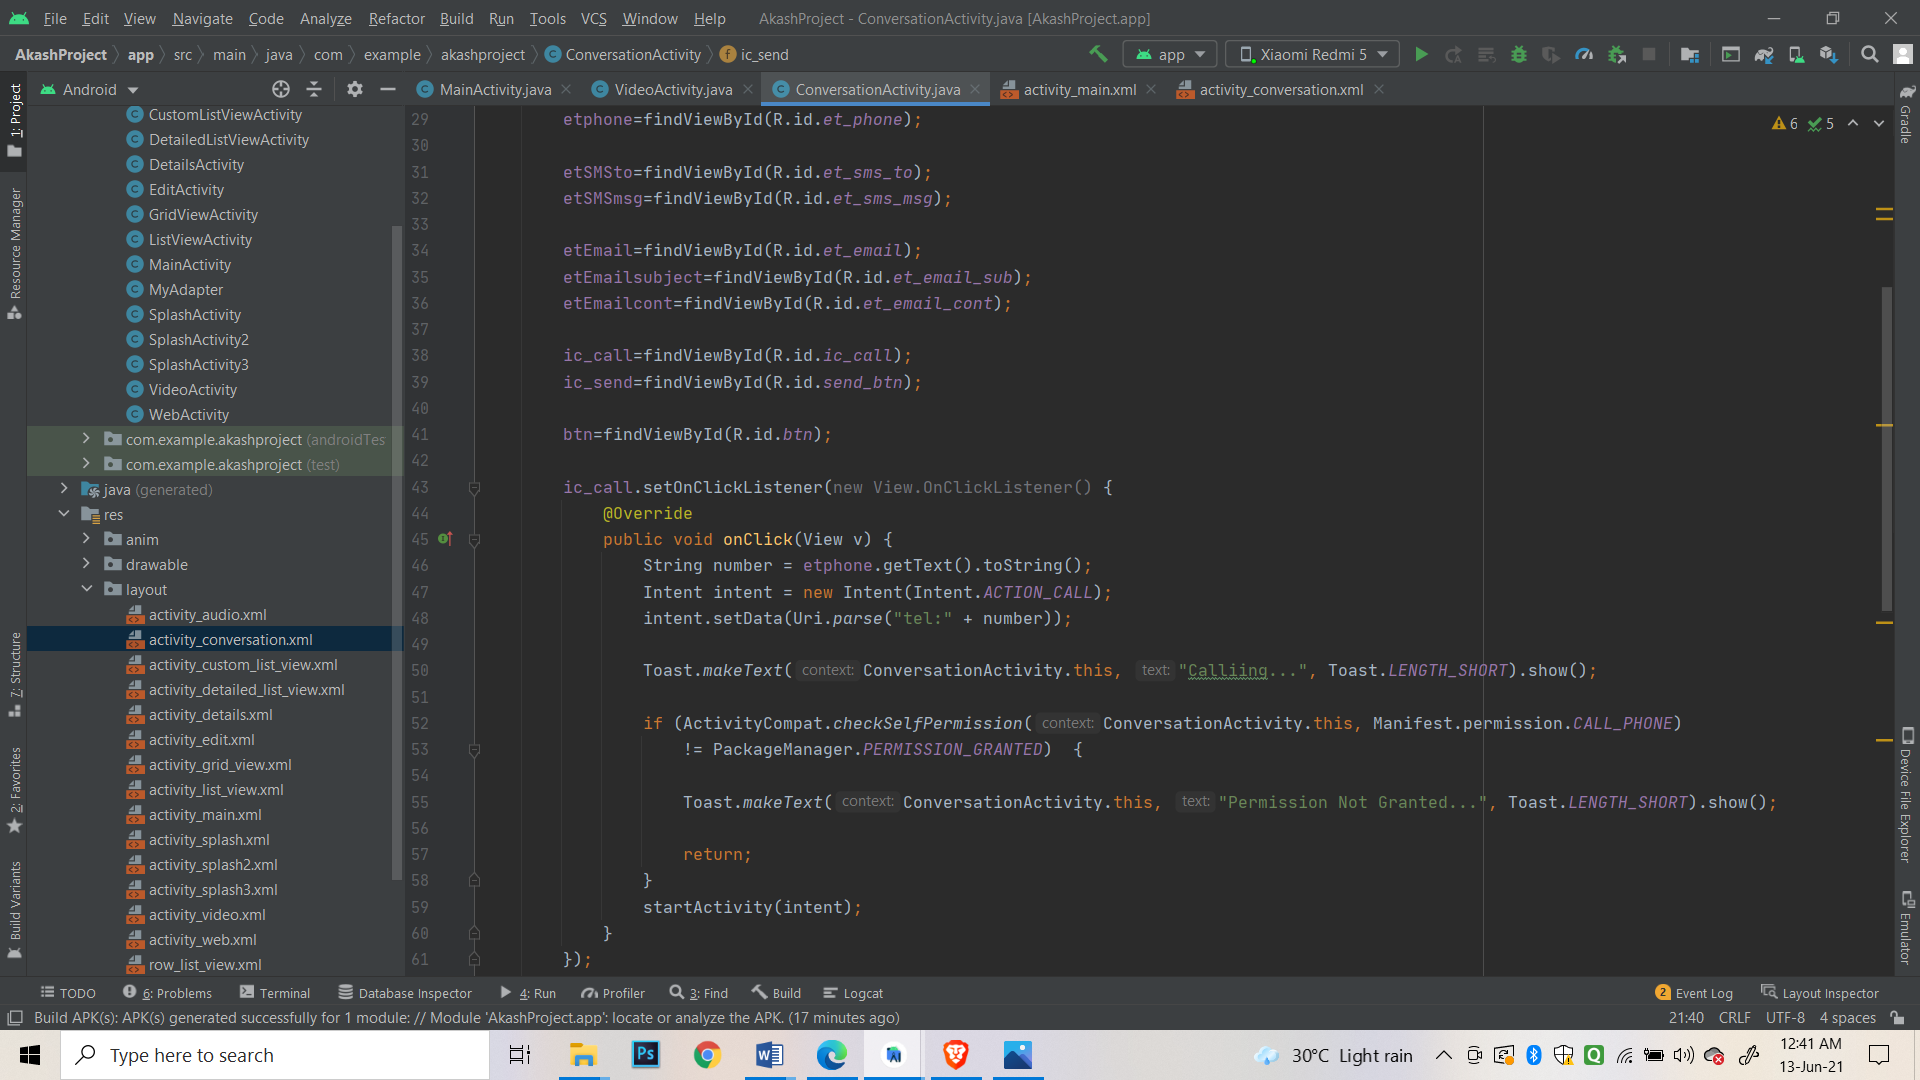 File Edit View Navigate Code Analyze Refactor Build Run Tools VCS Window Help AkashProject - ConversationActivity.java [AkashProject.app]
AkashProject app src main java com example akashproject ConversationActivity ic_send app Xiaomi Redmi 5
Android
MainActivity.java VideoActivity.java ConversationActivity.java activity_main.xml activity_conversation.xml
1: Project
Resource Manager
7: Structure
2: Favorites
Build Variants
CustomListViewActivity
DetailedListViewActivity
DetailsActivity
EditActivity
GridViewActivity
ListViewActivity
MainActivity
MyAdapter
SplashActivity
SplashActivity2
SplashActivity3
VideoActivity
WebActivity
com.example.akashproject (androidTes
com.example.akashproject (test)
java (generated)
res
anim
drawable
layout
activity_audio.xml
activity_conversation.xml
activity_custom_list_view.xml
activity_detailed_list_view.xml
activity_details.xml
activity_edit.xml
activity_grid_view.xml
activity_list_view.xml
activity_main.xml
activity_splash.xml
activity_splash2.xml
activity_splash3.xml
activity_video.xml
activity_web.xml
row_list_view.xml
6 5
29 etphone=findViewById(R.id.et_phone);
30
31 etSMSto=findViewById(R.id.et_sms_to);
32 etSMSmsg=findViewById(R.id.et_sms_msg);
33
34 etEmail=findViewById(R.id.et_email);
35 etEmailsubject=findViewById(R.id.et_email_sub);
36 etEmailcont=findViewById(R.id.et_email_cont);
37
38 ic_call=findViewById(R.id.ic_call);
39 ic_send=findViewById(R.id.send_btn);
40
41 btn=findViewById(R.id.btn);
42
43 ic_call.setOnClickListener(new View.OnClickListener() {
44 @Override
45 public void onClick(View v) {
46 String number = etphone.getText().toString();
47 Intent intent = new Intent(Intent.ACTION_CALL);
48 intent.setData(Uri.parse("tel:" + number));
49
50 Toast.makeText( context: ConversationActivity.this, text: "Calliing...", Toast.LENGTH_SHORT).show();
51
52 if (ActivityCompat.checkSelfPermission( context: ConversationActivity.this, Manifest.permission.CALL_PHONE)
53 != PackageManager.PERMISSION_GRANTED) {
54
55 Toast.makeText( context: ConversationActivity.this, text: "Permission Not Granted...", Toast.LENGTH_SHORT).show();
56
57 return;
58 }
59 startActivity(intent);
60 }
61 });
Gradle
Device File Explorer
Emulator
TODO 6: Problems Terminal Database Inspector 4: Run Profiler 3: Find Build Logcat 2 Event Log Layout Inspector
Build APK(s): APK(s) generated successfully for 1 module: // Module 'AkashProject.app': locate or analyze the APK. (17 minutes ago) 21:40 CRLF UTF-8 4 spaces
Type here to search
30°C Light rain
12:41 AM
13-Jun-21